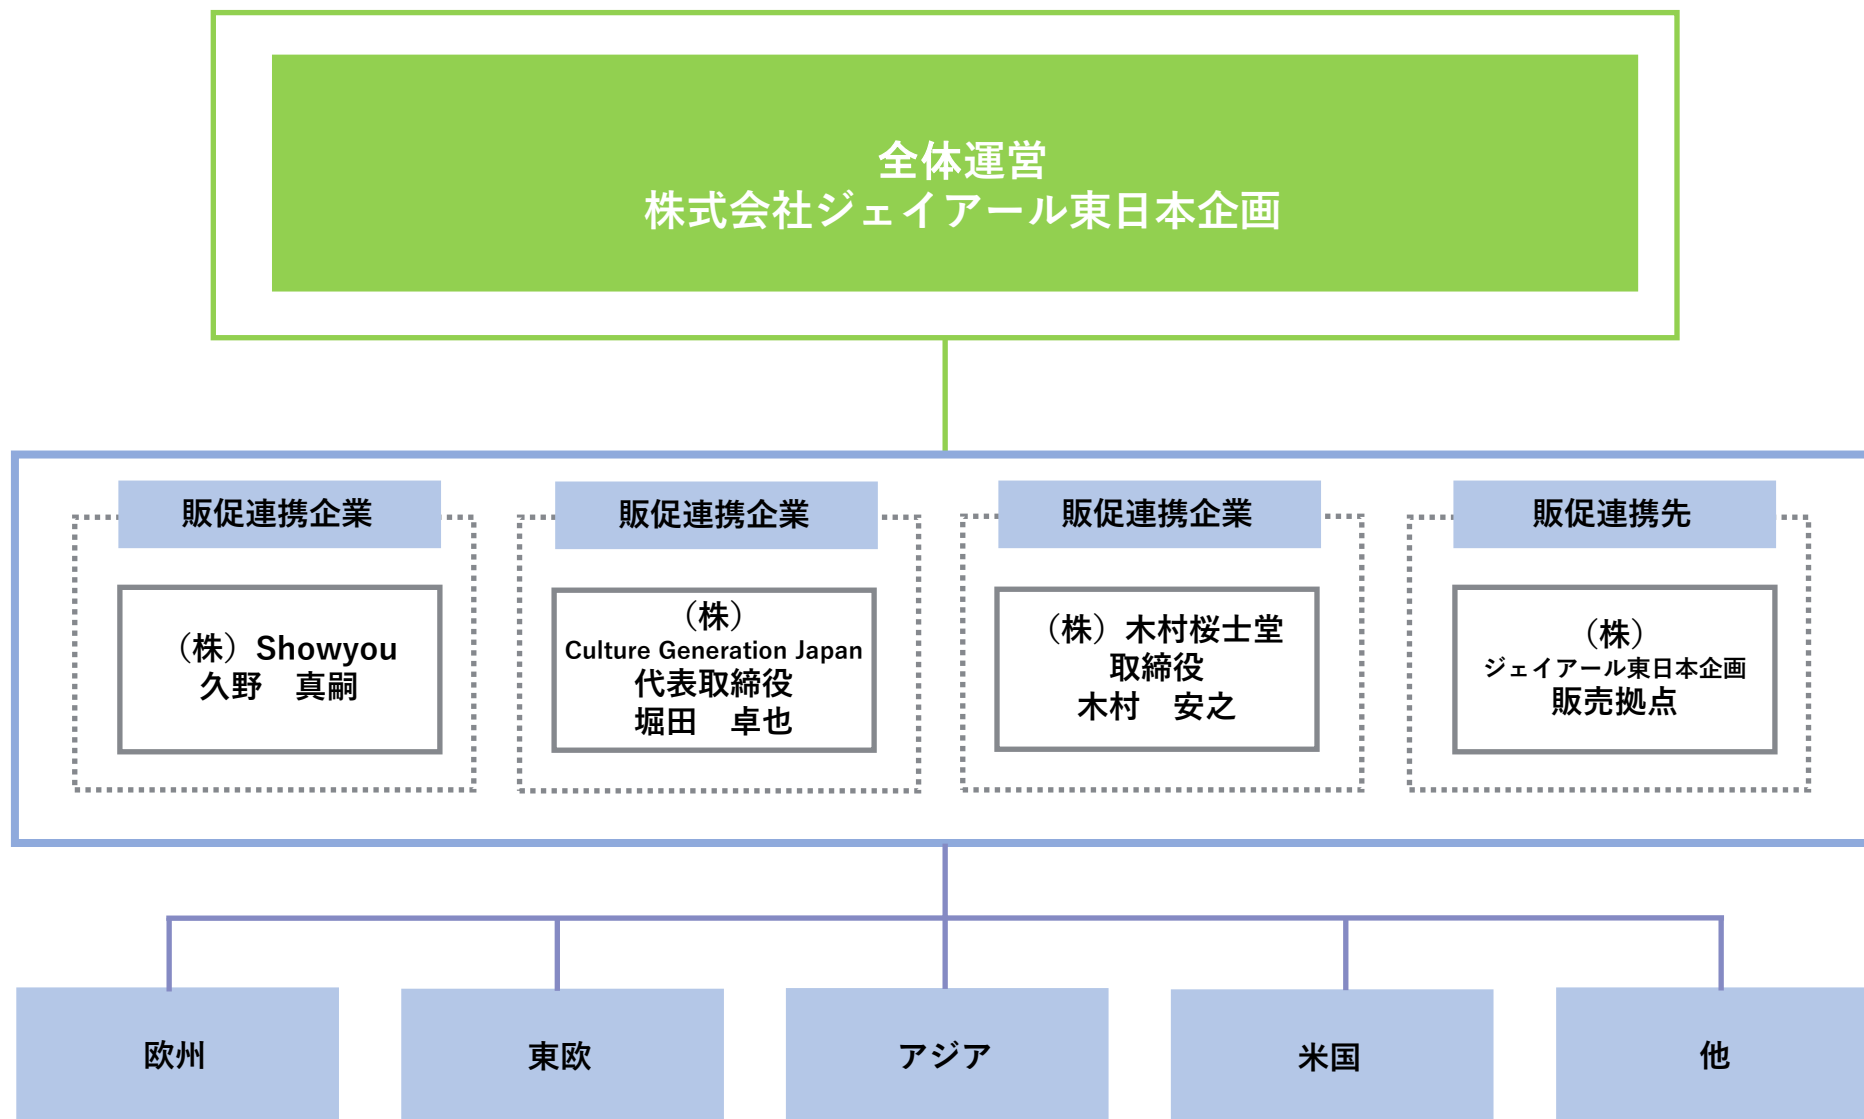 全体運営
株式会社ジェイアール東日本企画
販促連携企業
（株）Showyou
久野　真嗣
販促連携企業
（株）
Culture Generation Japan
代表取締役
堀田　卓也
販促連携企業
（株）木村桜士堂
取締役
木村　安之
販促連携先
（株）
ジェイアール東日本企画
販売拠点
欧州
東欧
アジア
米国
他